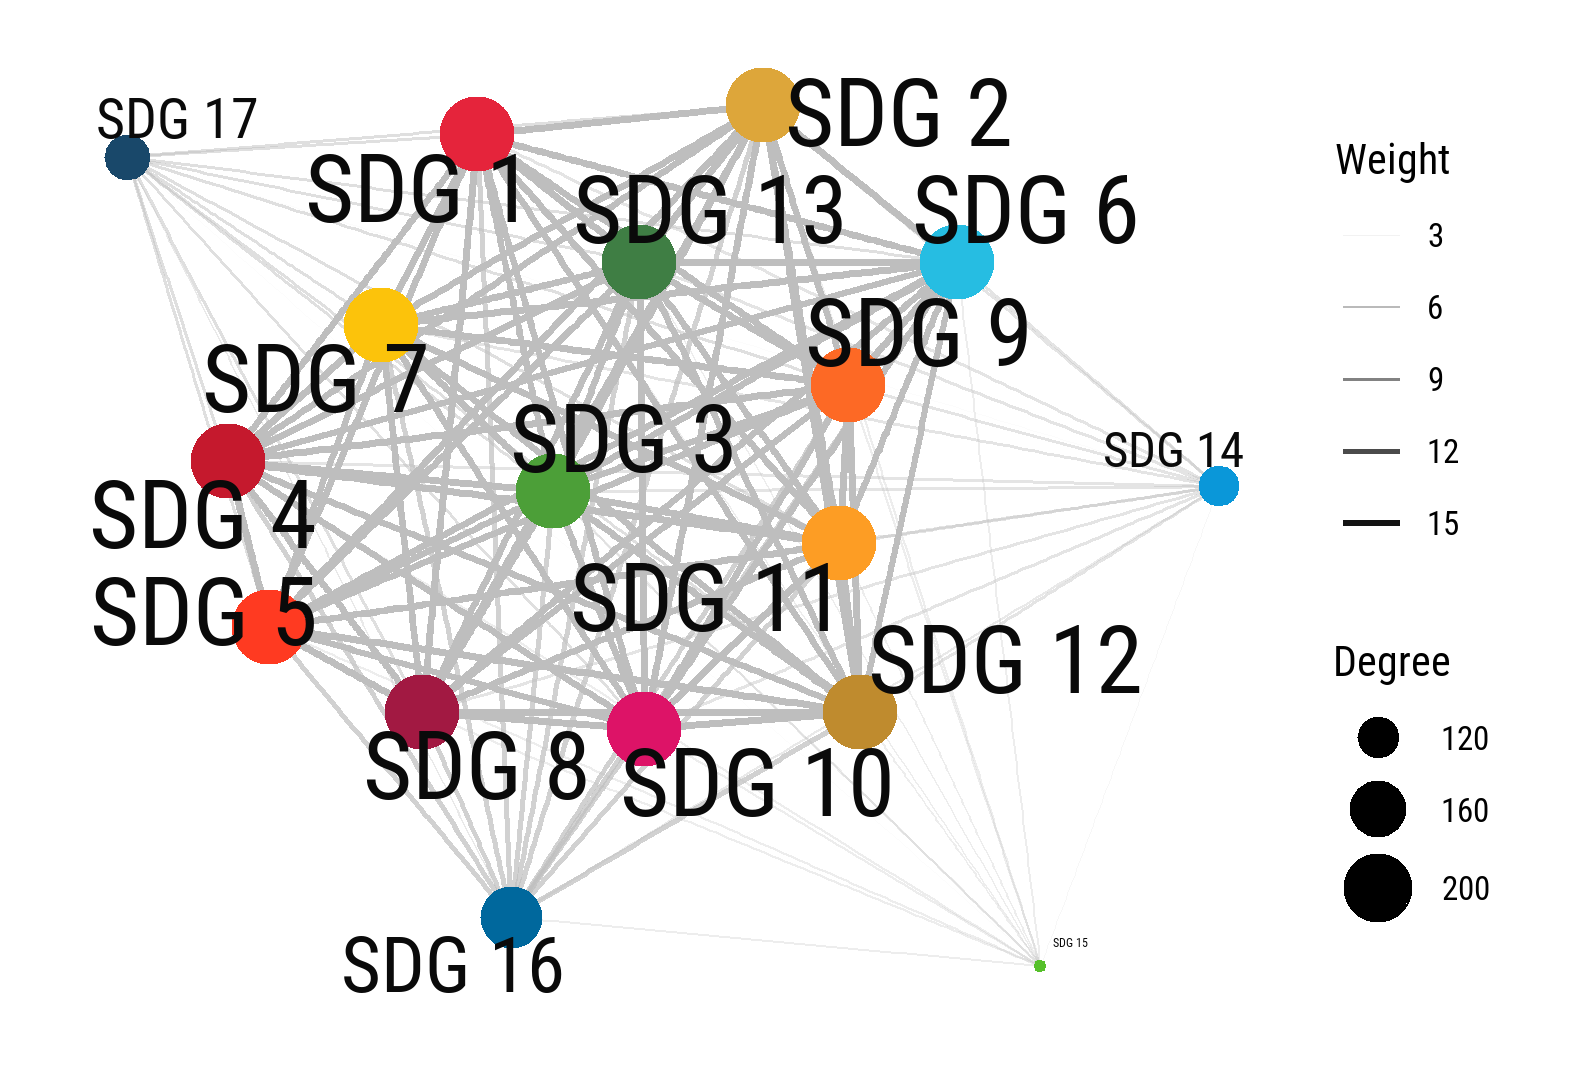 SDG 17
SDG 1
SDG 2
SDG 13
SDG 6
SDG 7
SDG 9
SDG 3
SDG 14
SDG 4
SDG 5
SDG 11
SDG 12
SDG 8
SDG 10
SDG 16
SDG 15
Weight
3
6
9
12
15
Degree
120
160
200